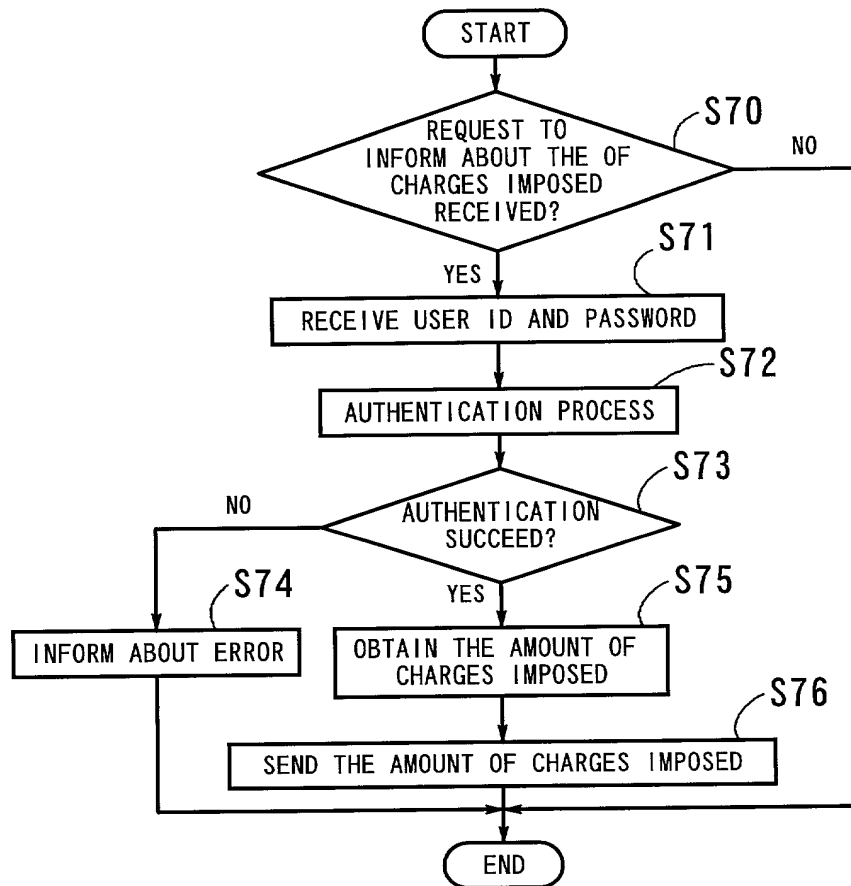 START
REQUEST TO
INFORM ABOUT THE OF
CHARGES IMPOSED
RECEIVED?
S70
NO
YES
S71
RECEIVE USER ID AND PASSWORD
S72
AUTHENTICATION PROCESS
S73
AUTHENTICATION
SUCCEED?
NO
YES
S74
INFORM ABOUT ERROR
S75
OBTAIN THE AMOUNT OF
CHARGES IMPOSED
S76
SEND THE AMOUNT OF CHARGES IMPOSED
END